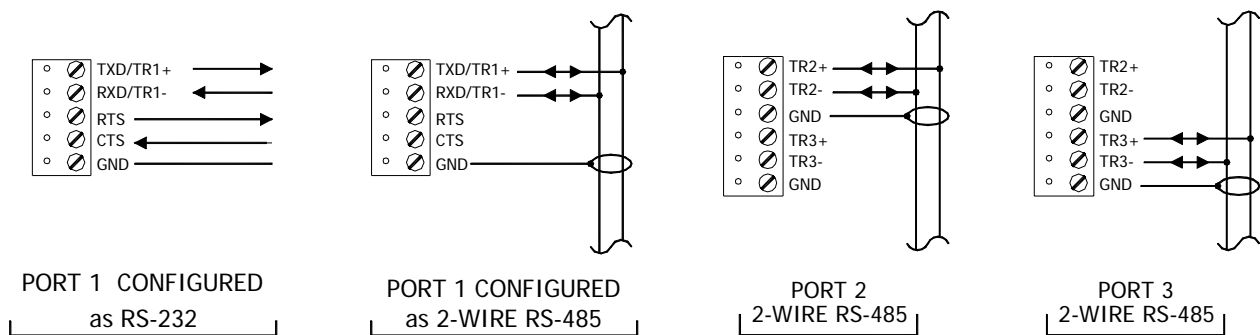 TXD/TR1+
RXD/TR1-
RTS
CTS
GND
PORT 1 CONFIGURED
as RS-232
TXD/TR1+
RXD/TR1-
RTS
CTS
GND
PORT 1 CONFIGURED
as 2-WIRE RS-485
TR2+
TR2-
GND
TR3+
TR3-
GND
PORT 2
2-WIRE RS-485
TR2+
TR2-
GND
TR3+
TR3-
GND
PORT 3
2-WIRE RS-485